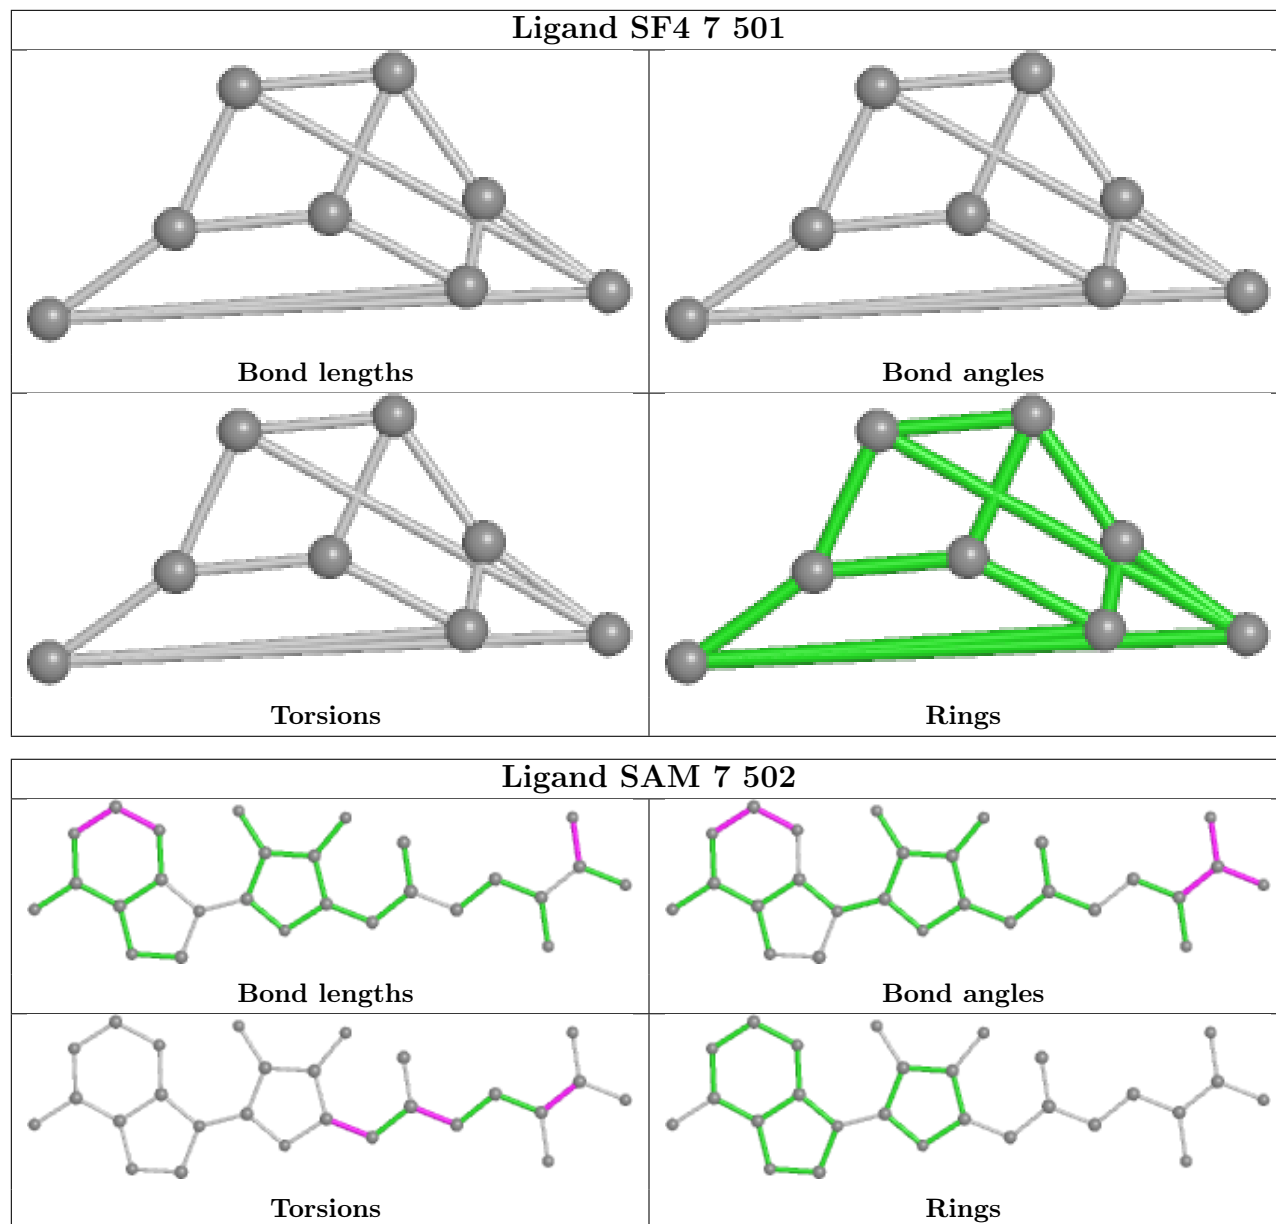 Ligand SF4 7 501
Bond lengths
Bond angles
Torsions
Rings
Ligand SAM 7 502
Bond lengths
Bond angles
Torsions
Rings